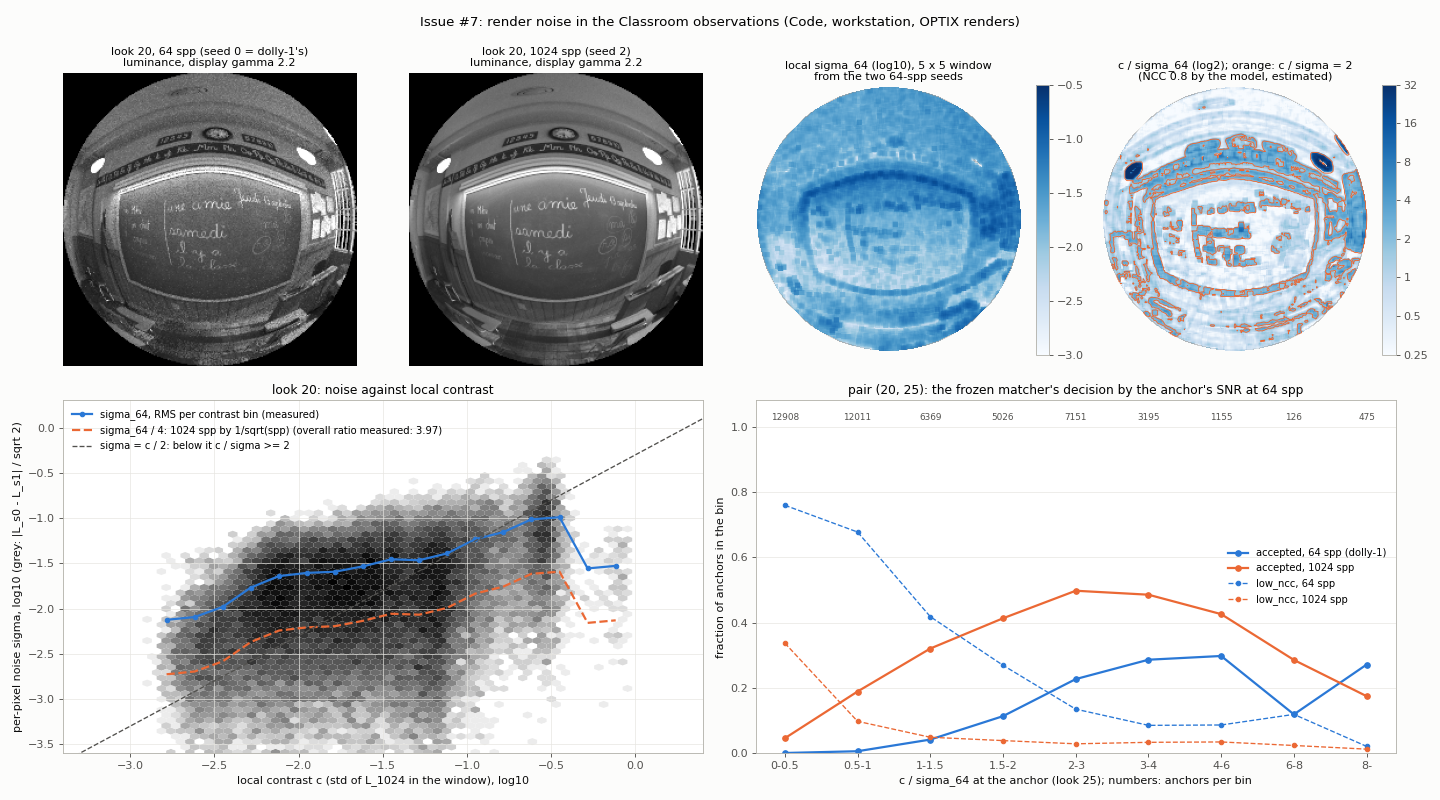 Issue #7: render noise in the Classroom observations (Code, workstation, OPTIX renders)
look 20, 64 spp (seed 0 = dolly-1's)
luminance, display gamma 2.2
look 20, 1024 spp (seed 2)
luminance, display gamma 2.2
local sigma_64 (log10), 5 x 5 window
from the two 64-spp seeds
c / sigma_64 (log2); orange: c / sigma = 2
(NCC 0.8 by the model, estimated)
une amie
samedi
l y a
une amie
samedi
l y a
−0.5
−1.0
−1.5
−2.0
−2.5
−3.0
32
16
8
4
2
1
0.5
0.25
look 20: noise against local contrast
sigma_64, RMS per contrast bin (measured)
sigma_64 / 4: 1024 spp by 1/sqrt(spp) (overall ratio measured: 3.97)
sigma = c / 2: below it c / sigma >= 2
per-pixel noise sigma, log10 (grey: |L_s0 - L_s1| / sqrt 2)
0.0
−0.5
−1.0
−1.5
−2.0
−2.5
−3.0
−3.5
−3.0 −2.5 −2.0 −1.5 −1.0 −0.5 0.0
local contrast c (std of L_1024 in the window), log10
pair (20, 25): the frozen matcher's decision by the anchor's SNR at 64 spp
12908 12011 6369 5026 7151 3195 1155 126 475
accepted, 64 spp (dolly-1)
accepted, 1024 spp
low_ncc, 64 spp
low_ncc, 1024 spp
fraction of anchors in the bin
1.0
0.8
0.6
0.4
0.2
0.0
0-0.5 0.5-1 1-1.5 1.5-2 2-3 3-4 4-6 6-8 8-
c / sigma_64 at the anchor (look 25); numbers: anchors per bin